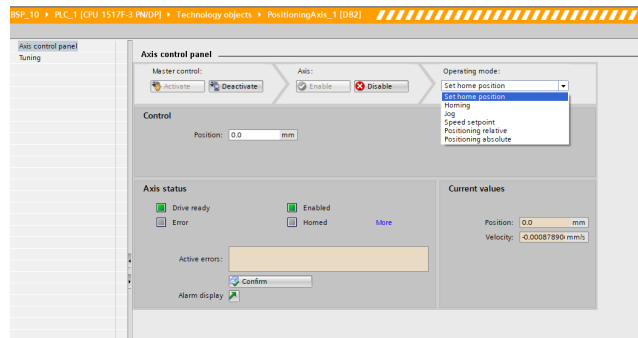 BSP_10 ▸ PLC_1 [CPU 1517F-3 PN/DP] ▸ Technology objects ▸ PositioningAxis_1 [DB2]
Axis control panel
Tuning
Axis control panel
Master control:
Axis:
Operating mode:
Activate
Deactivate
Enable
Disable
Set home position
Set home position
Homing
Jog
Speed setpoint
Positioning relative
Positioning absolute
Control
Position: 0.0 mm
Axis status
Current values
Drive ready
Enabled
Error
Homed
More
Position: 0.0 mm
Velocity: -0.00087890 mm/s
Active errors:
Confirm
Alarm display